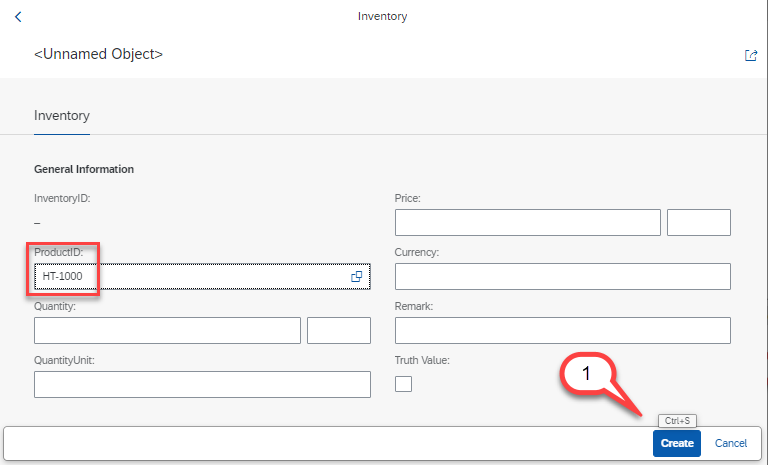 Inventory
<Unnamed Object>
Inventory
General Information
InventoryID:
–
ProductID:
HT-1000
Quantity:
QuantityUnit:
Price:
Currency:
Remark:
Truth Value:
1
Ctrl+S
Create Cancel